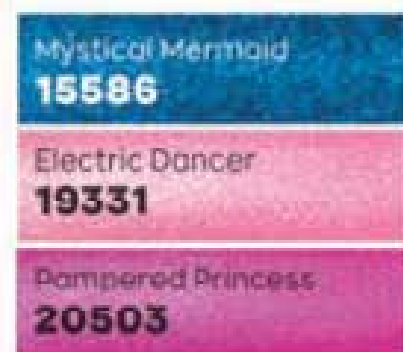 Mystical Mermaid
15586
Electric Dancer
19331
Pampered Princess
20503